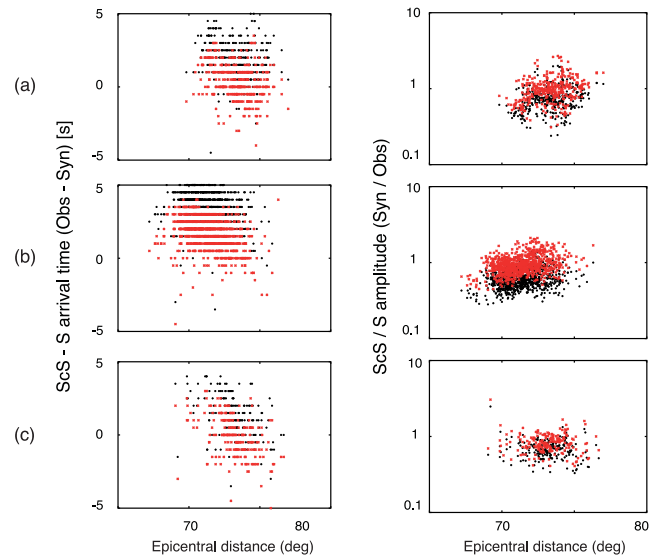 5
0
-5
(a)
10
1
0.1
ScS - S arrival time (Obs - Syn) [s]
5
0
-5
(b)
ScS / S amplitude (Syn / Obs)
10
1
0.1
5
0
-5
(c)
10
1
0.1
70 80
Epicentral distance (deg)
70 80
Epicentral distance (deg)